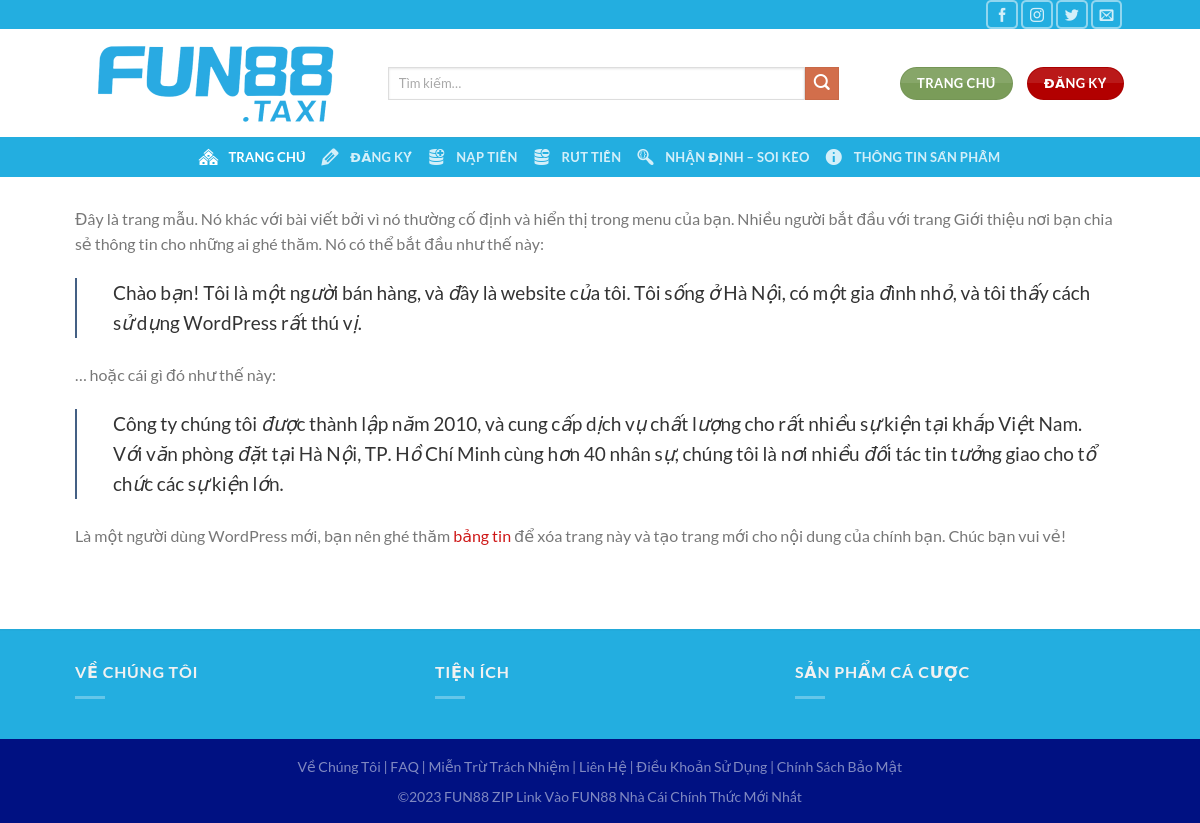 FUN88
.TAXI
Tìm kiếm...
TRANG CHỦ
ĐĂNG KÝ
TRANG CHỦ
ĐĂNG KÝ
NẠP TIỀN
RÚT TIỀN
NHẬN ĐỊNH – SOI KÈO
THÔNG TIN SẢN PHẨM
Đây là trang mẫu. Nó khác với bài viết bởi vì nó thường cố định và hiển thị trong menu của bạn. Nhiều người bắt đầu với trang Giới thiệu nơi bạn chia
sẻ thông tin cho những ai ghé thăm. Nó có thể bắt đầu như thế này:
Chào bạn! Tôi là một người bán hàng, và đây là website của tôi. Tôi sống ở Hà Nội, có một gia đình nhỏ, và tôi thấy cách
sử dụng WordPress rất thú vị.
… hoặc cái gì đó như thế này:
Công ty chúng tôi được thành lập năm 2010, và cung cấp dịch vụ chất lượng cho rất nhiều sự kiện tại khắp Việt Nam.
Với văn phòng đặt tại Hà Nội, TP. Hồ Chí Minh cùng hơn 40 nhân sự, chúng tôi là nơi nhiều đối tác tin tưởng giao cho tổ
chức các sự kiện lớn.
Là một người dùng WordPress mới, bạn nên ghé thăm bảng tin để xóa trang này và tạo trang mới cho nội dung của chính bạn. Chúc bạn vui vẻ!
VỀ CHÚNG TÔI
TIỆN ÍCH
SẢN PHẨM CÁ CƯỢC
Về Chúng Tôi | FAQ | Miễn Trừ Trách Nhiệm | Liên Hệ | Điều Khoản Sử Dụng | Chính Sách Bảo Mật
©2023 FUN88 ZIP Link Vào FUN88 Nhà Cái Chính Thức Mới Nhất